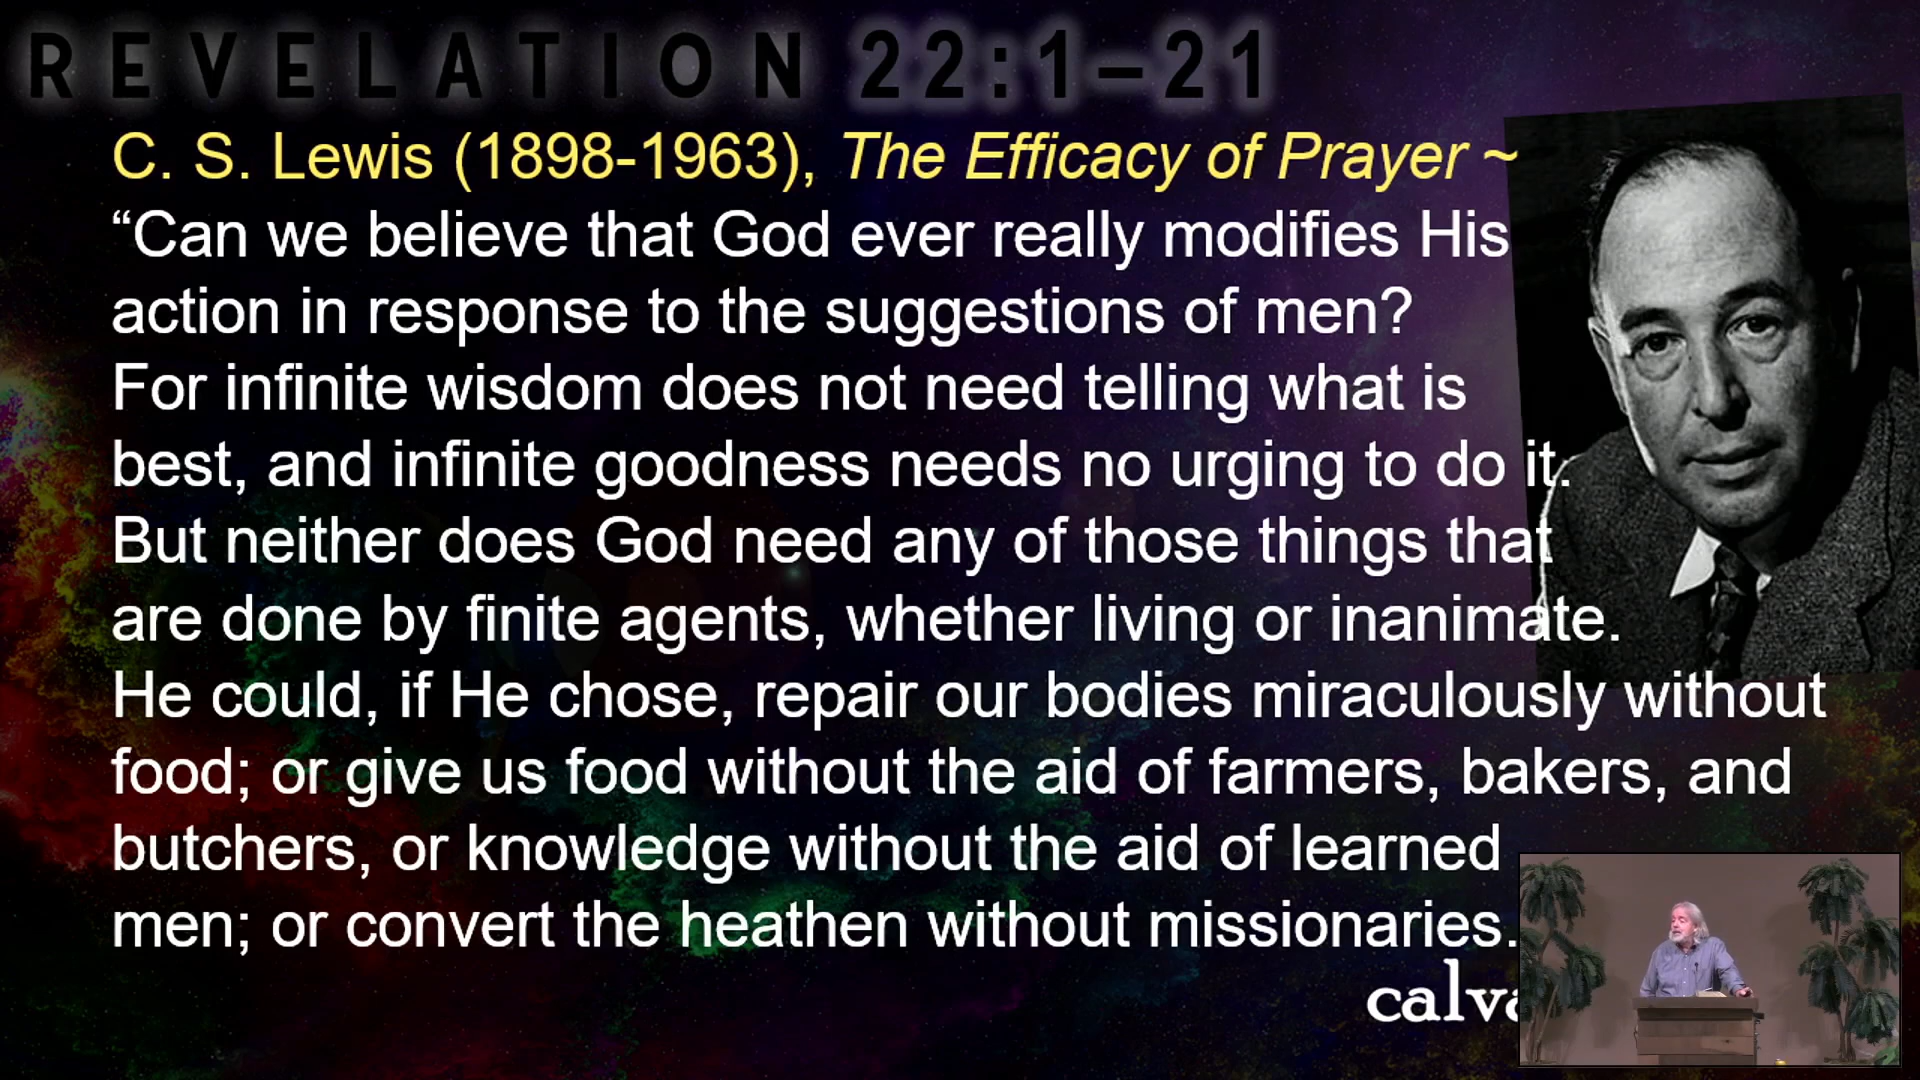 REVELATION 22:1–21
C. S. Lewis (1898-1963), The Efficacy of Prayer ~
“Can we believe that God ever really modifies His
action in response to the suggestions of men?
For infinite wisdom does not need telling what is
best, and infinite goodness needs no urging to do it.
But neither does God need any of those things that
are done by finite agents, whether living or inanimate.
He could, if He chose, repair our bodies miraculously without
food; or give us food without the aid of farmers, bakers, and
butchers, or knowledge without the aid of learned
men; or convert the heathen without missionaries.
calva